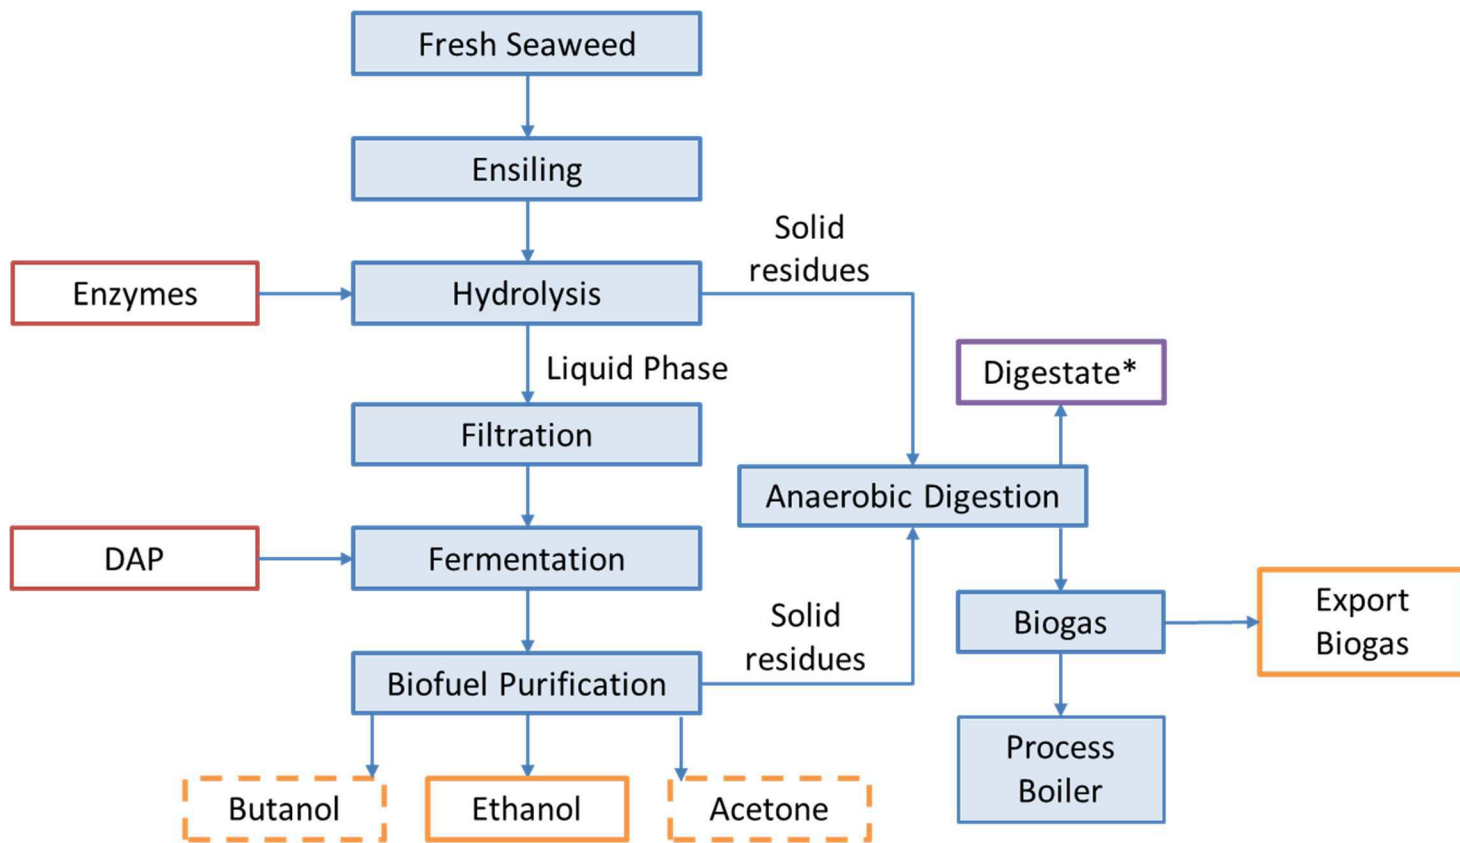 Fresh Seaweed
Ensiling
Solid
residues
Enzymes
Hydrolysis
Liquid Phase
Digestate*
Filtration
Anaerobic Digestion
DAP
Fermentation
Export
Biogas
Biogas
Solid
residues
Biofuel Purification
Process
Boiler
Butanol
Ethanol
Acetone